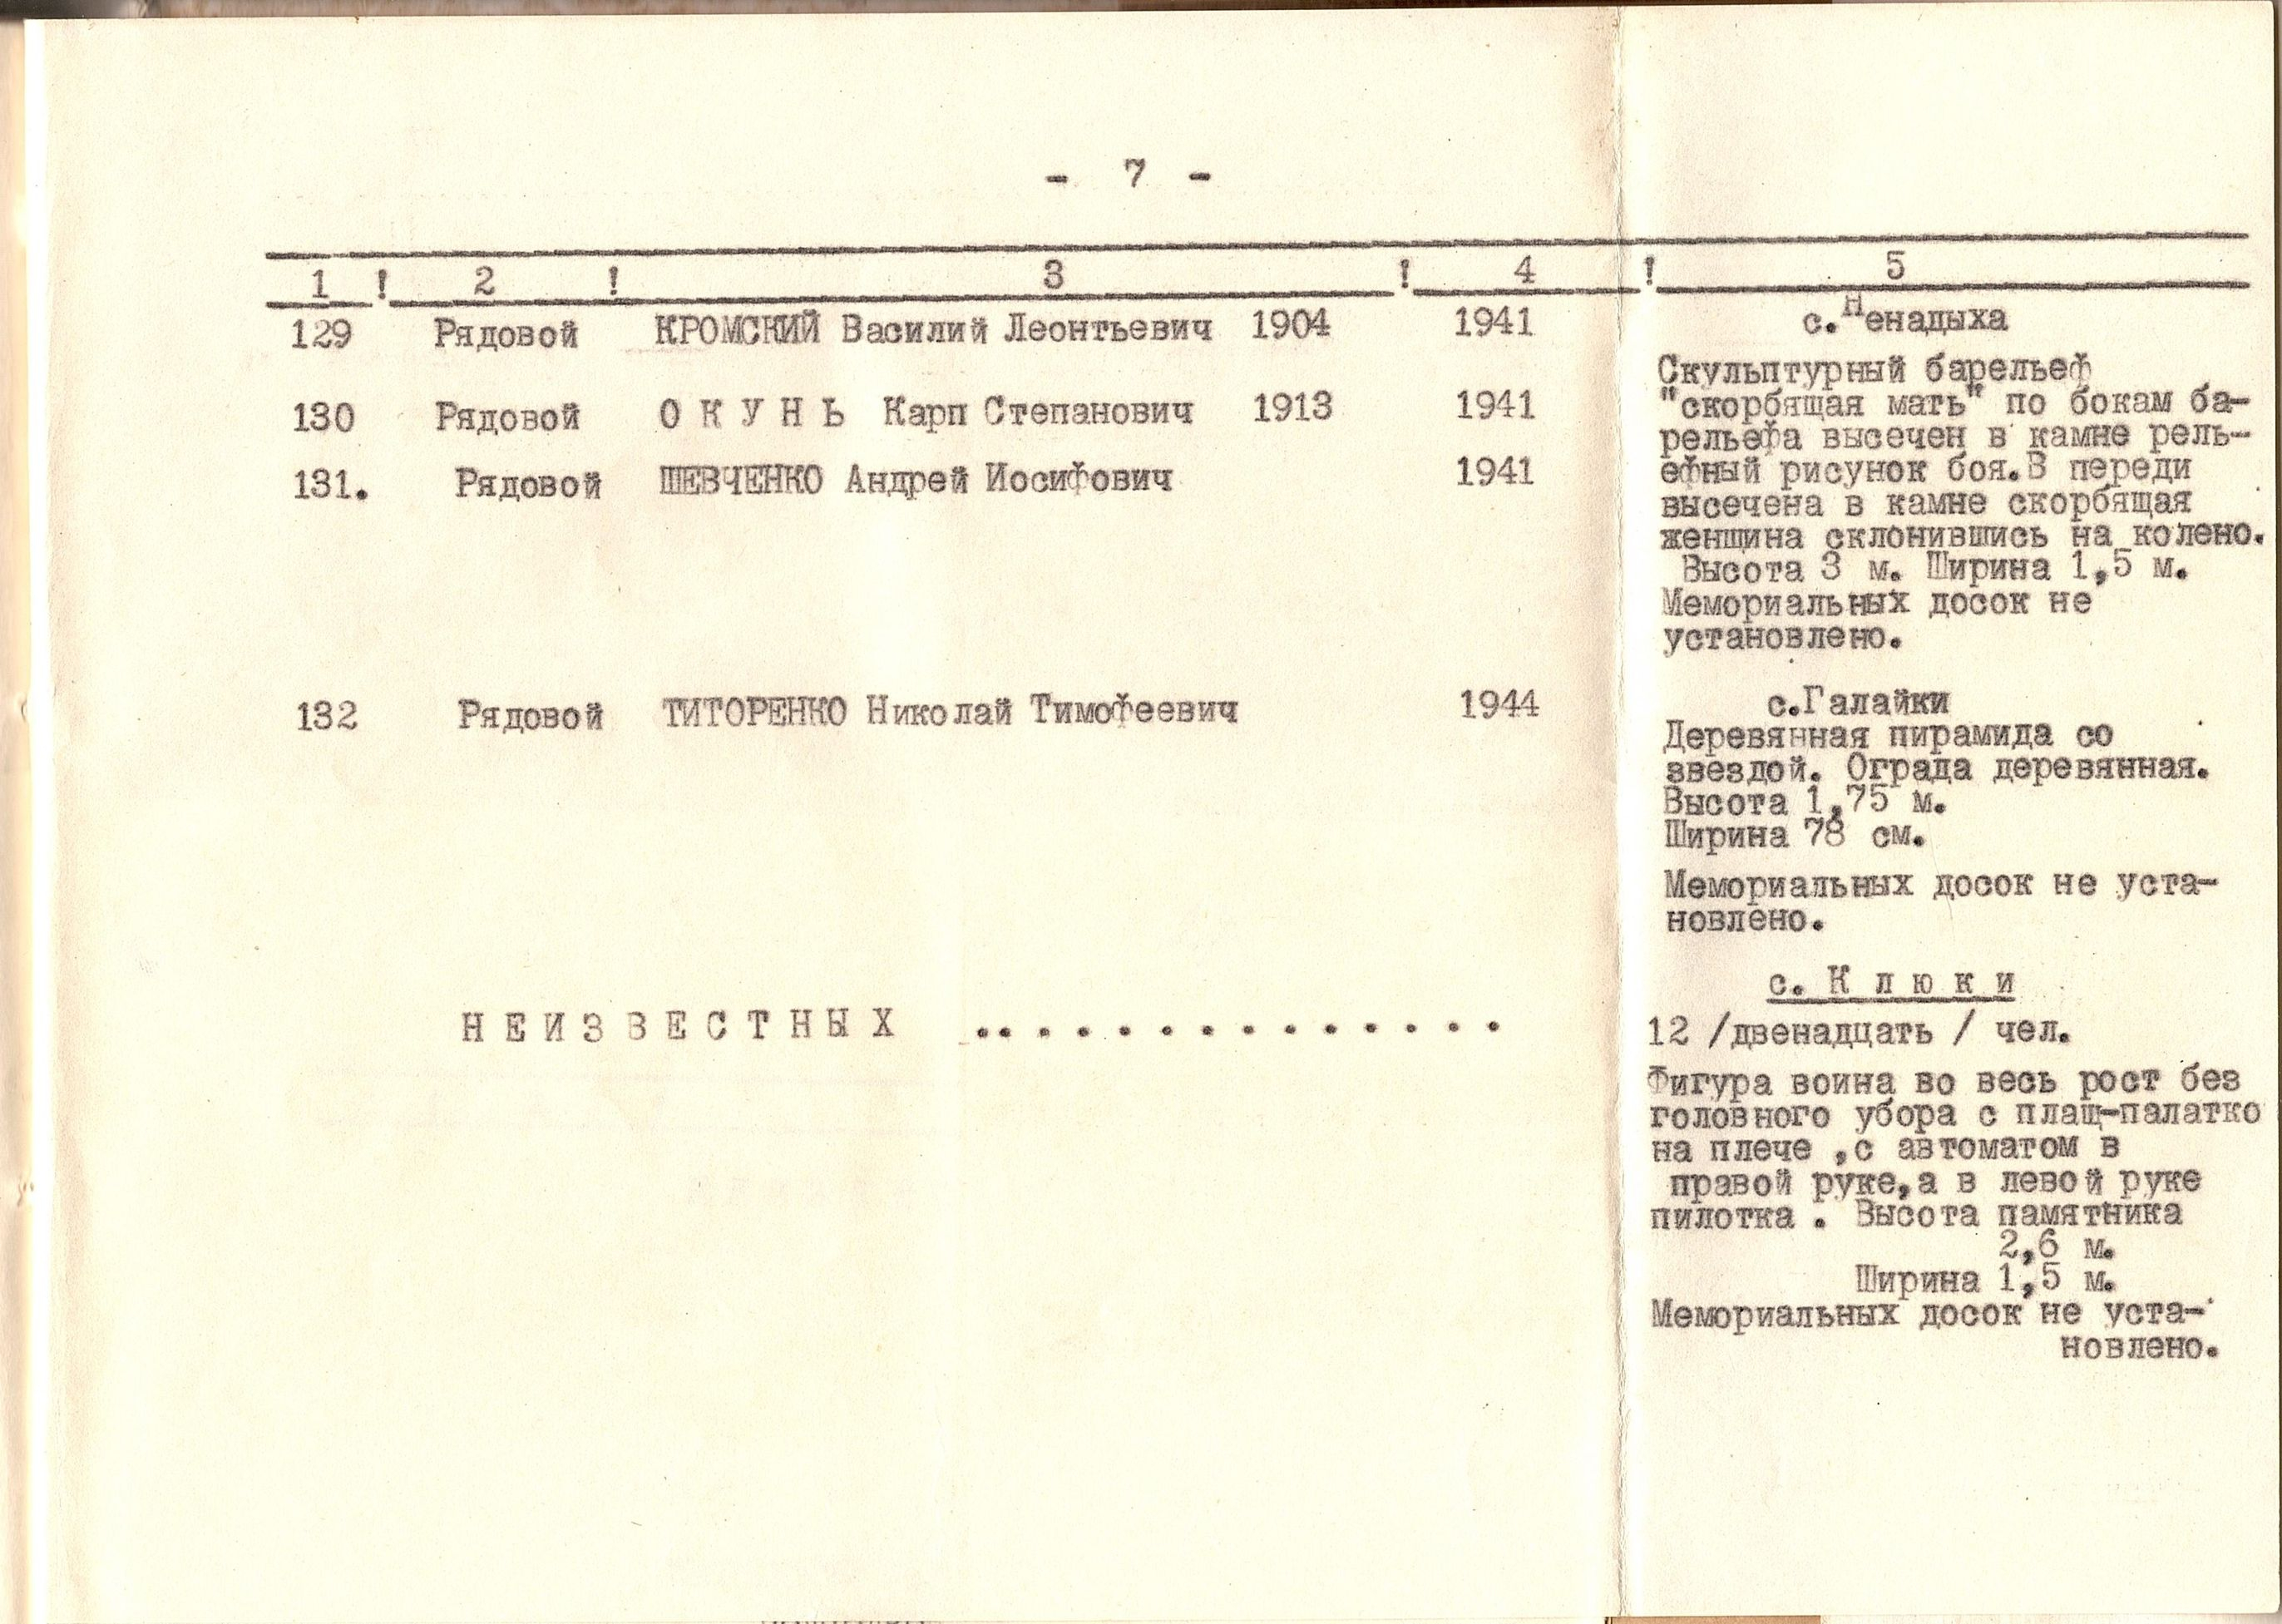 - 7 -
1 ! 2 ! 3 ! 4 ! 5
129 Рядовой КРОМСКИЙ Василий Леонтьевич 1904 1941 с.Ненадыха
Скульптурный барельеф
130 Рядовой О К У Н Ь Карп Степанович 1913 1941 "скорбящая мать" по бокам ба-
рельефа высечен в камне рель-
131. Рядовой ШЕВЧЕНКО Андрей Иосифович 1941 ефный рисунок боя.В переди
высечена в камне скорбящая
женщина склонившись на колено.
Высота 3 м. Ширина 1,5 м.
Мемориальных досок не
установлено.
132 Рядовой ТИТОРЕНКО Николай Тимофеевич 1944 с.Галайки
Деревянная пирамида со
звездой. Ограда деревянная.
Высота 1,75 м.
Ширина 78 см.
Мемориальных досок не уста-
новлено.
с. К л ю к и
Н Е И З В Е С Т Н Ы Х .............. 12 /двенадцать / чел.
Фигура воина во весь рост без
головного убора с плащ-палатко
на плече ,с автоматом в
правой руке,а в левой руке
пилотка . Высота памятника
2,6 м.
Ширина 1,5 м.
Мемориальных досок не уста-
новлено.